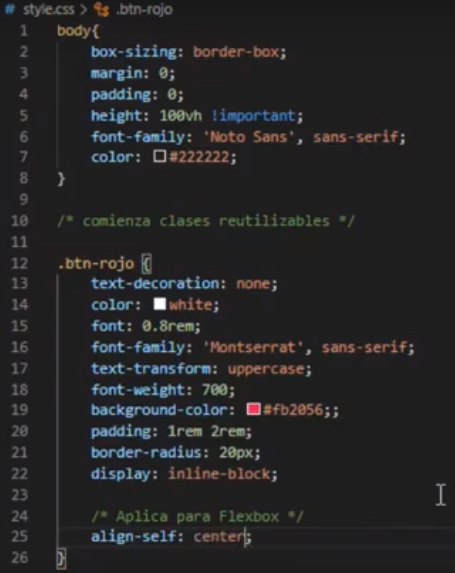 # style.css > .btn-rojo
1 body{
2 box-sizing: border-box;
3 margin: 0;
4 padding: 0;
5 height: 100vh !important;
6 font-family: 'Noto Sans', sans-serif;
7 color: #222222;
8 }
9
10 /* comienza clases reutilizables */
11
12 .btn-rojo {
13 text-decoration: none;
14 color: white;
15 font: 0.8rem;
16 font-family: 'Montserrat', sans-serif;
17 text-transform: uppercase;
18 font-weight: 700;
19 background-color: #fb2056;;
20 padding: 1rem 2rem;
21 border-radius: 20px;
22 display: inline-block;
23
24 /* Aplica para Flexbox */
25 align-self: center;
26 }